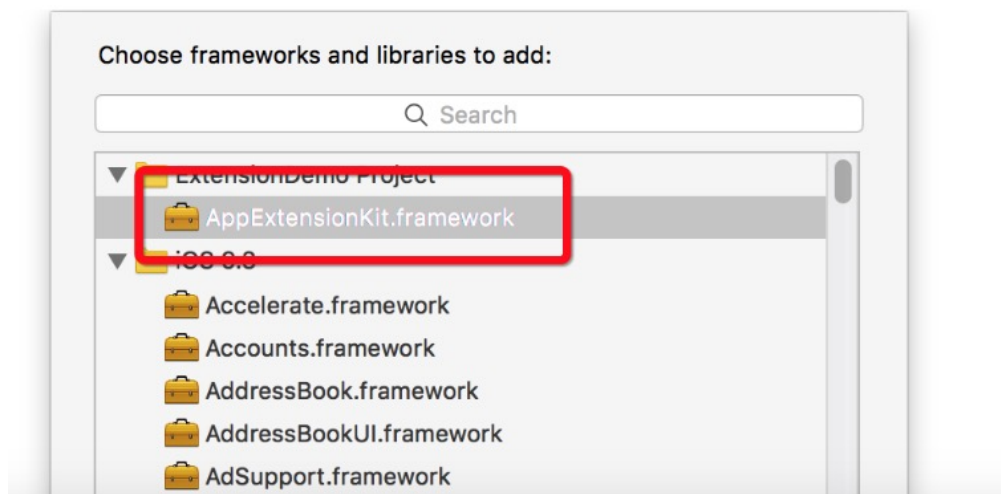 Choose frameworks and libraries to add:
Search
ExtensionDemo Project
AppExtensionKit.framework
Accelerate.framework
Accounts.framework
AddressBook.framework
AddressBookUI.framework
AdSupport.framework